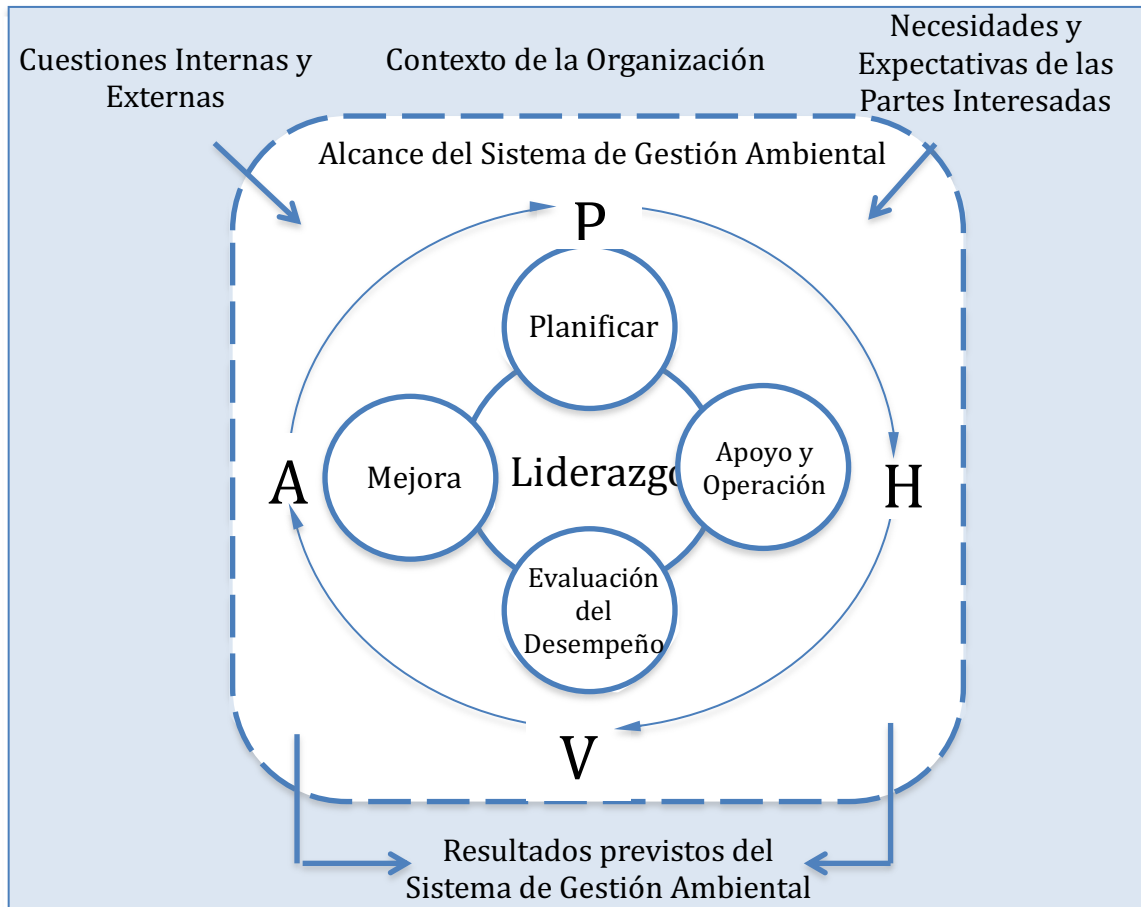 Cuestiones Internas y
Externas
Contexto de la Organización
Necesidades y
Expectativas de las
Partes Interesadas
Alcance del Sistema de Gestión Ambiental
P
Planificar
A
Mejora
Liderazgo
Apoyo y
Operación
H
Evaluación
del
Desempeño
V
Resultados previstos del
Sistema de Gestión Ambiental